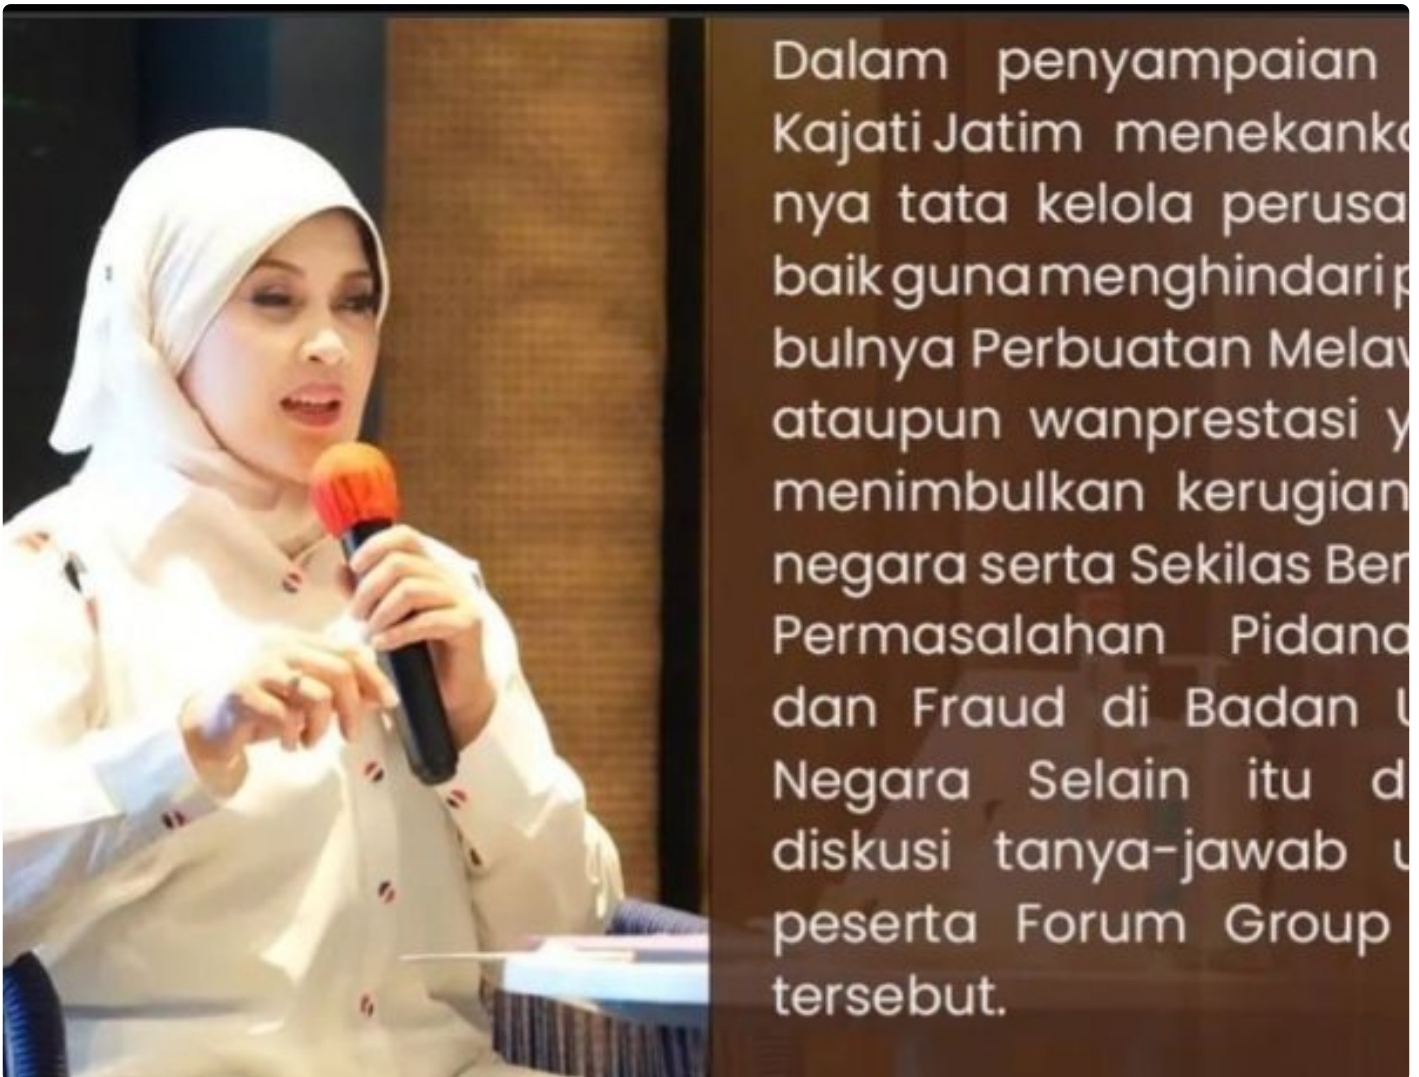 Dalam penyampaian
Kajati Jatim menekank
nya tata kelola perusa
baik guna menghindari p
bulnya Perbuatan Mela
ataupun wanprestasi y
menimbulkan kerugian
negara serta Sekilas Ber
Permasalahan Pidana
dan Fraud di Badan U
Negara Selain itu d
diskusi tanya-jawab u
peserta Forum Group
tersebut.